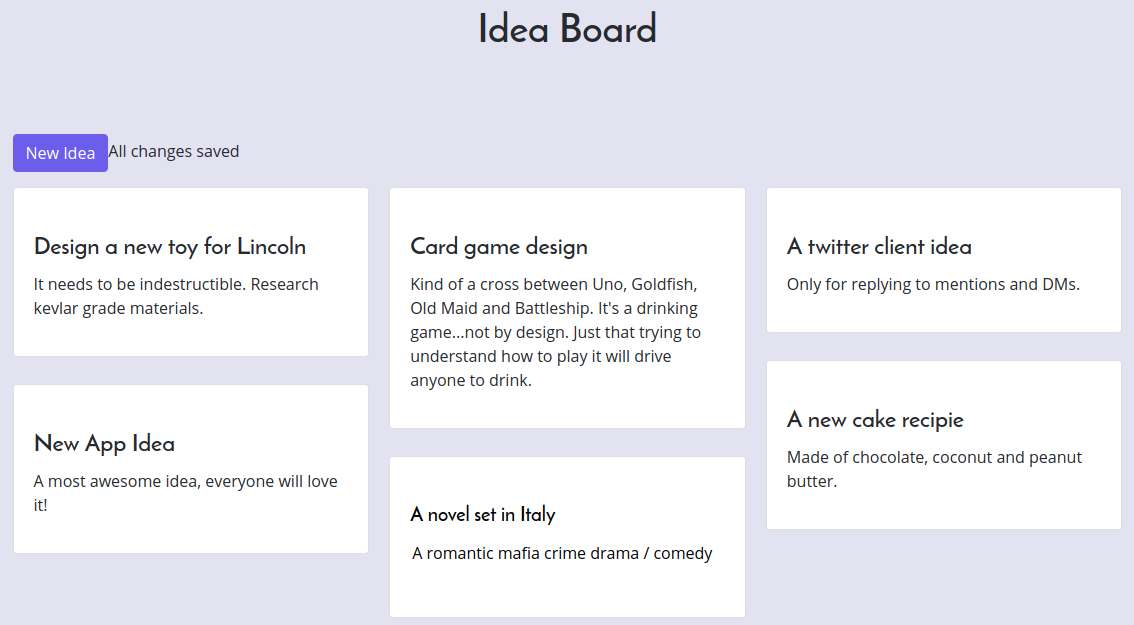 Idea Board
New Idea
All changes saved
Design a new toy for Lincoln
It needs to be indestructible. Research
kevlar grade materials.
New App Idea
A most awesome idea, everyone will love
it!
Card game design
Kind of a cross between Uno, Goldfish,
Old Maid and Battleship. It's a drinking
game...not by design. Just that trying to
understand how to play it will drive
anyone to drink.
A novel set in Italy
A romantic mafia crime drama / comedy
A twitter client idea
Only for replying to mentions and DMs.
A new cake recipie
Made of chocolate, coconut and peanut
butter.